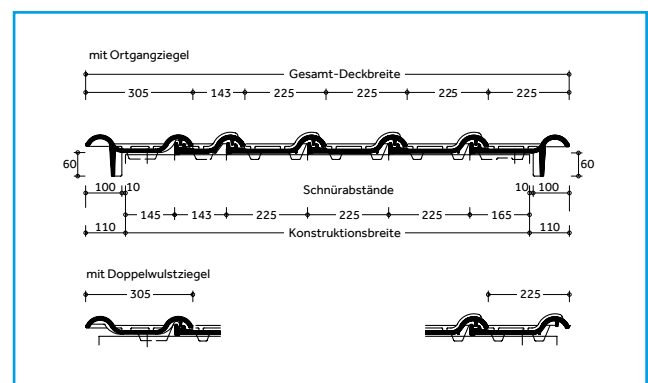 mit Ortgangziegel
Gesamt-Deckbreite
305 143 225 225 225 225
60 60
100 10 Schnürabstände 10 100
145 143 225 225 225 165
110 Konstruktionsbreite 110
mit Doppelwulstziegel
305 225